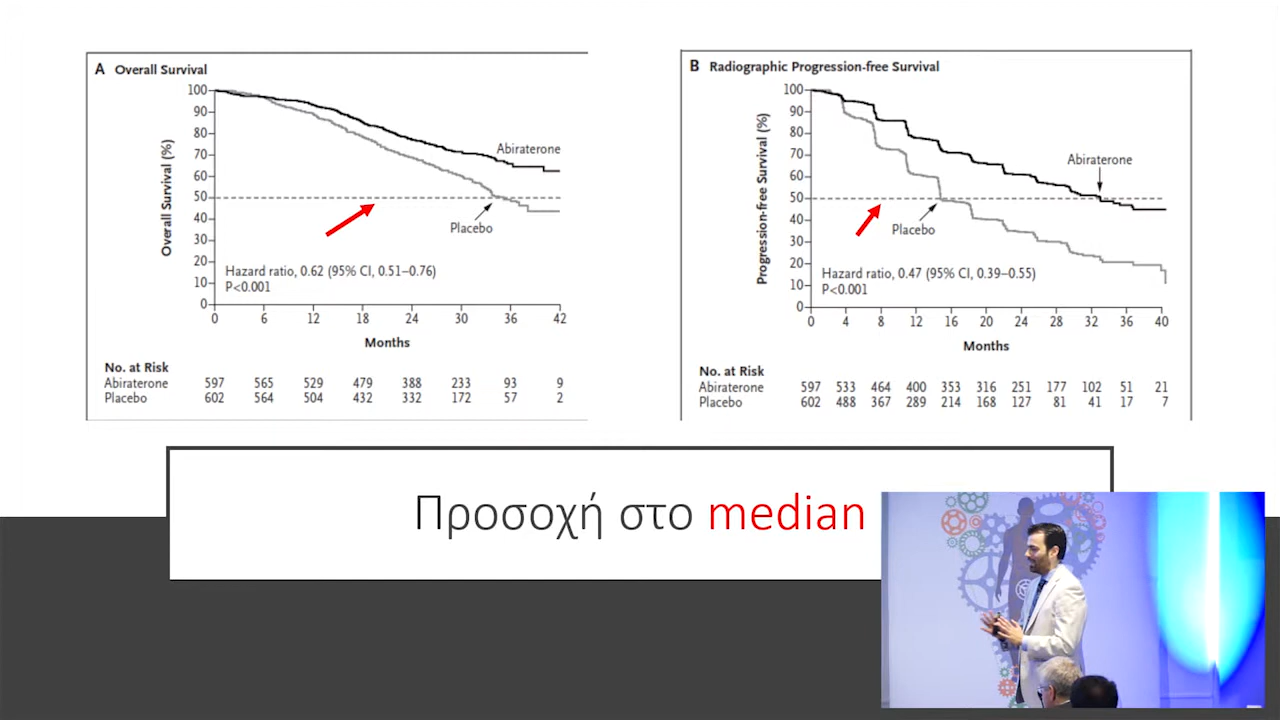 A Overall Survival
Overall Survival (%)
100
90
80
70
60
50
40
30
20
10
0
Abiraterone
Placebo
Hazard ratio, 0.62 (95% CI, 0.51–0.76)
P<0.001
0 6 12 18 24 30 36 42
Months
No. at Risk
Abiraterone 597 565 529 479 388 233 93 9
Placebo 602 564 504 432 332 172 57 2
B Radiographic Progression-free Survival
Progression-free Survival (%)
100
90
80
70
60
50
40
30
20
10
0
Abiraterone
Placebo
Hazard ratio, 0.47 (95% CI, 0.39–0.55)
P<0.001
0 4 8 12 16 20 24 28 32 36 40
Months
No. at Risk
Abiraterone 597 533 464 400 353 316 251 177 102 51 21
Placebo 602 488 367 289 214 168 127 81 41 17 7
Προσοχή στο median